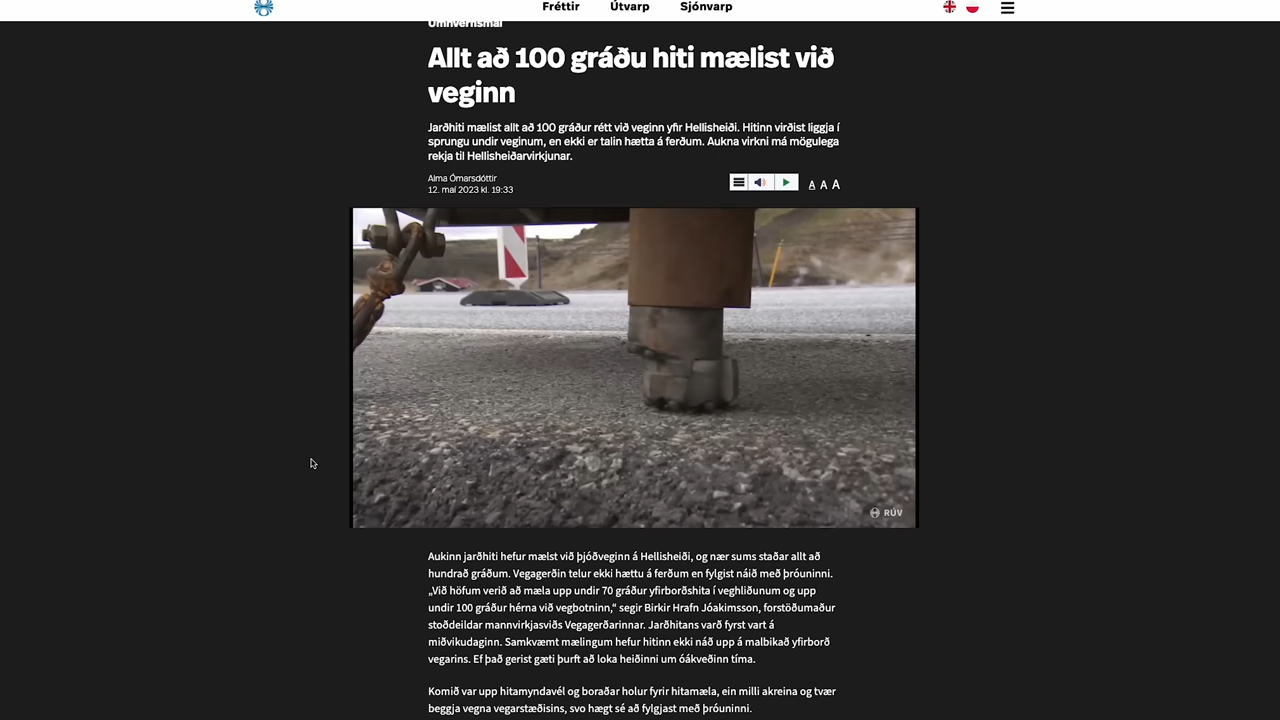 Fréttir Útvarp Sjónvarp
Umhverfismál
Allt að 100 gráðu hiti mælist við
veginn
Jarðhiti mælist allt að 100 gráður rétt við veginn yfir Hellisheiði. Hitinn virðist liggja í
sprungu undir veginum, en ekki er talin hætta á ferðum. Aukna virkni má mögulega
rekja til Hellisheiðarvirkjunar.
Alma Ómarsdóttir
12. maí 2023 kl. 19:33
A A A
RÚV
Aukinn jarðhiti hefur mælst við þjóðveginn á Hellisheiði, og nær sums staðar allt að
hundrað gráðum. Vegagerðin telur ekki hættu á ferðum en fylgist náið með þróuninni.
„Við höfum verið að mæla upp undir 70 gráður yfirborðshita í veghliðunum og upp
undir 100 gráður hérna við vegbotninn,“ segir Birkir Hrafn Jóakimsson, forstöðumaður
stoðdeildar mannvirkjasviðs Vegagerðarinnar. Jarðhitans varð fyrst vart á
miðvikudaginn. Samkvæmt mælingum hefur hitinn ekki náð upp á malbikað yfirborð
vegarins. Ef það gerist gæti þurft að loka heiðinni um óákveðinn tíma.
Komið var upp hitamyndavél og boraðar holur fyrir hitamæla, ein milli akreina og tvær
beggja vegna vegarstæðisins, svo hægt sé að fylgjast með þróuninni.